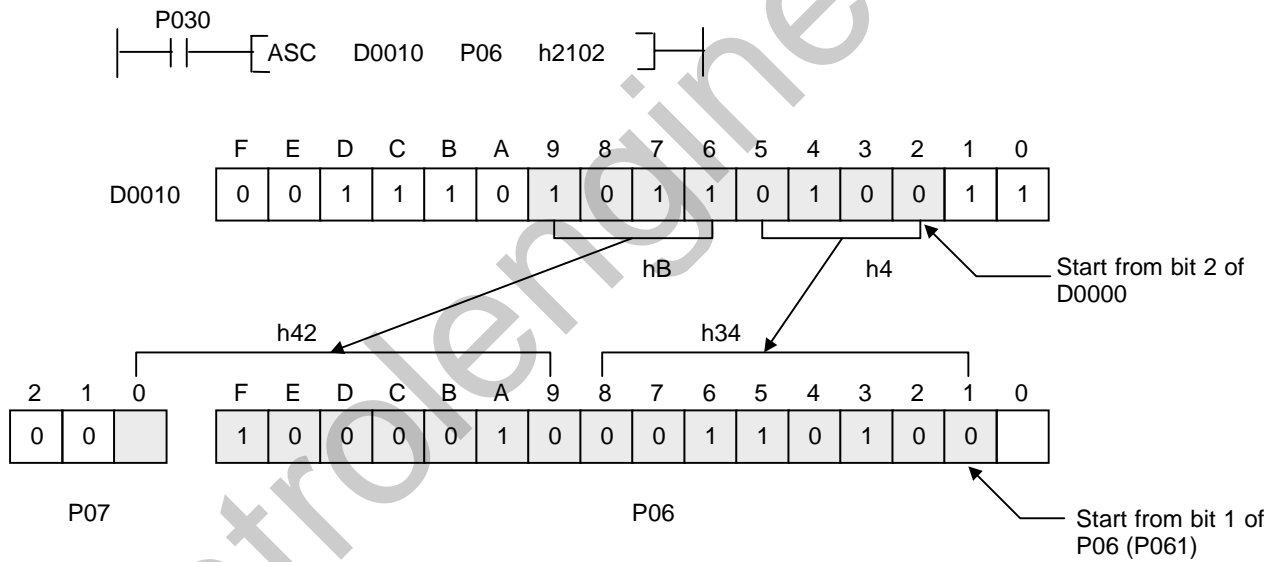 P030
ASC D0010 P06 h2102
F E D C B A 9 8 7 6 5 4 3 2 1 0
D0010 0 0 1 1 1 0 1 0 1 1 0 1 0 0 1 1
hB h4 Start from bit 2 of
D0000
h42 h34
2 1 0 F E D C B A 9 8 7 6 5 4 3 2 1 0
0 0 1 0 0 0 0 1 0 0 0 1 1 0 1 0 0
P07 P06 Start from bit 1 of
P06 (P061)